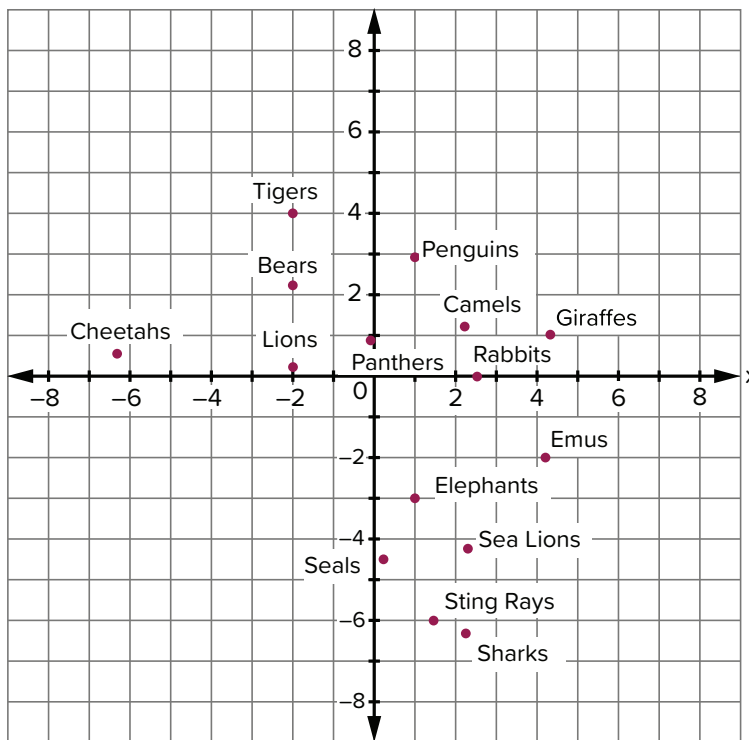 8
6
Tigers
4
Penguins
Bears
2
Camels
Giraffes
Cheetahs
Lions
Panthers
Rabbits
x
–8 –6 –4 –2 0 2 4 6 8
Emus
–2
Elephants
–4
Sea Lions
Seals
Sting Rays
–6
Sharks
–8